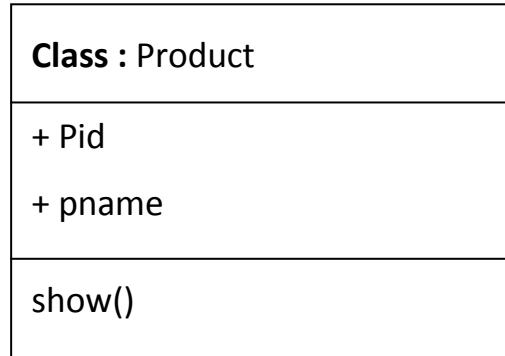 Class : Product
+ Pid
+ pname
show()